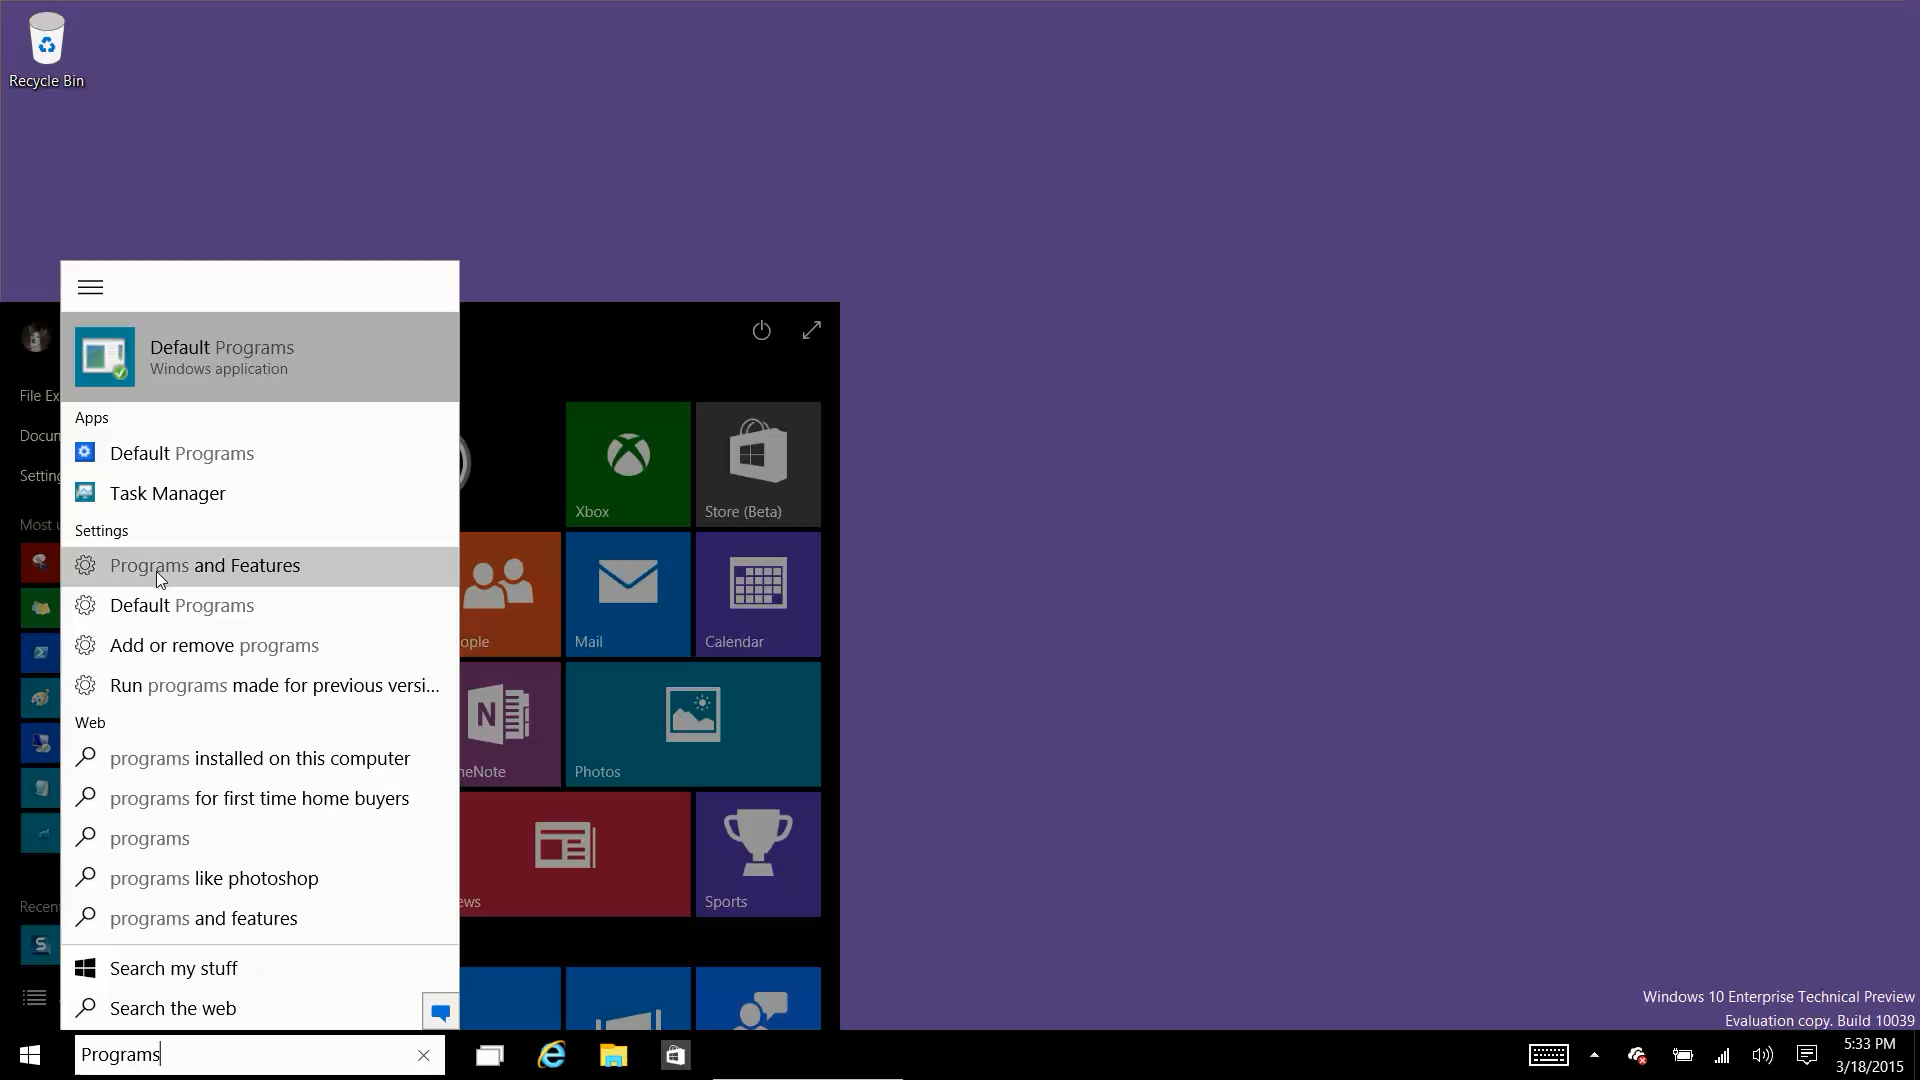 Recycle Bin
Default Programs
Windows application
Apps
Default Programs
Task Manager
Settings
Programs and Features
Default Programs
Add or remove programs
Run programs made for previous versi...
Web
programs installed on this computer
programs for first time home buyers
programs
programs like photoshop
programs and features
Search my stuff
Search the web
Programs
File Ex
Docum
Setting
Most u
Recen
Xbox
Store (Beta)
ople
Mail
Calendar
neNote
Photos
ews
Sports
Windows 10 Enterprise Technical Preview
Evaluation copy. Build 10039
5:33 PM
3/18/2015